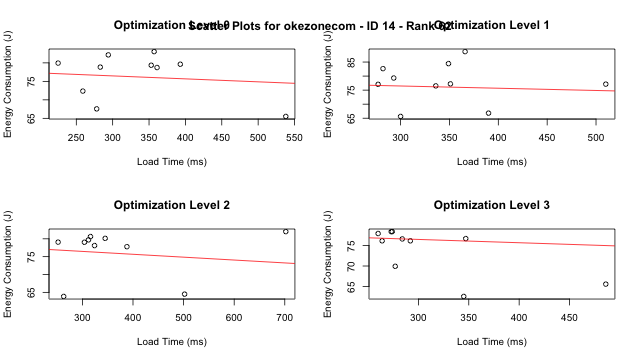 Scatter Plots for okezonecom - ID 14 - Rank 62
Optimization Level 0
Energy Consumption (J)
65 75
250 300 350 400 450 500 550
Load Time (ms)
Optimization Level 1
Energy Consumption (J)
65 75 85
300 350 400 450 500
Load Time (ms)
Optimization Level 2
Energy Consumption (J)
65 75
300 400 500 600 700
Load Time (ms)
Optimization Level 3
Energy Consumption (J)
65 70 75
300 350 400 450
Load Time (ms)